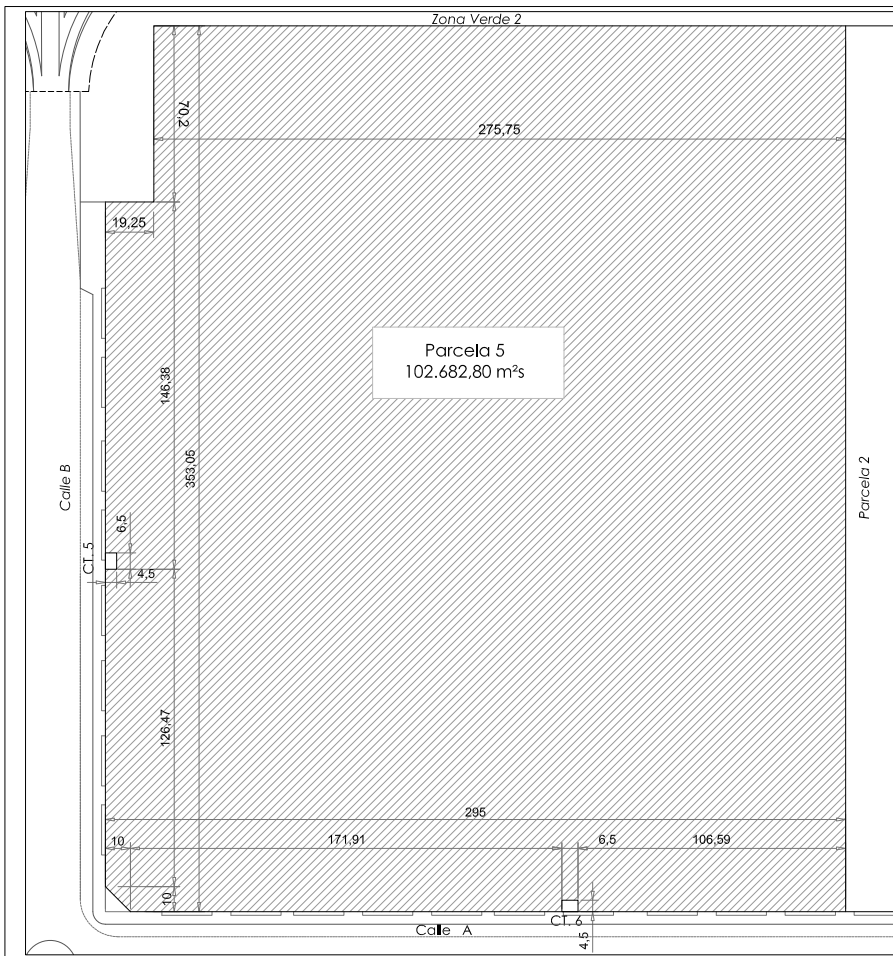 Zona Verde 2
70,2
275,75
19,25
Parcela 5
102.682,80 m²s
146,38
353,05
Calle B
Parcela 2
6,5
CT. 5
4,5
126,47
295
10
171,91
6,5
106,59
10
CT. 6
Calle A
4,5